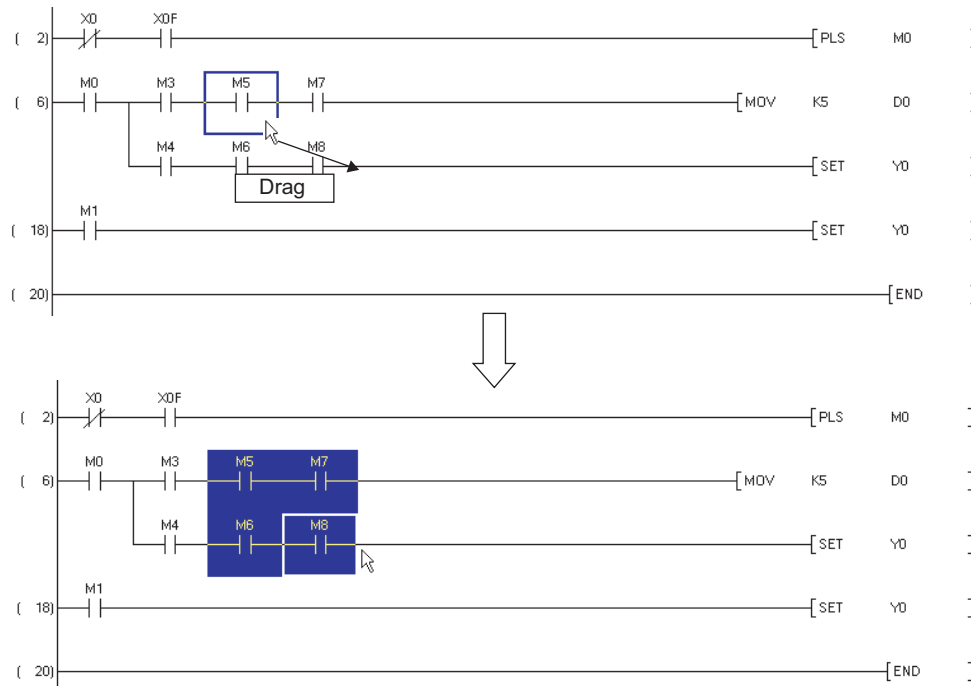 X0 X0F
( 2) [ PLS M0 ]
M0 M3 M5 M7
( 6) [ MOV K5 D0 ]
M4 M6 M8
[ SET Y0 ]
Drag
M1
( 18) [ SET Y0 ]
( 20) [ END ]
X0 X0F
( 2) [ PLS M0 ]
M0 M3 M5 M7
( 6) [ MOV K5 D0 ]
M4 M6 M8
[ SET Y0 ]
M1
( 18) [ SET Y0 ]
( 20) [ END ]